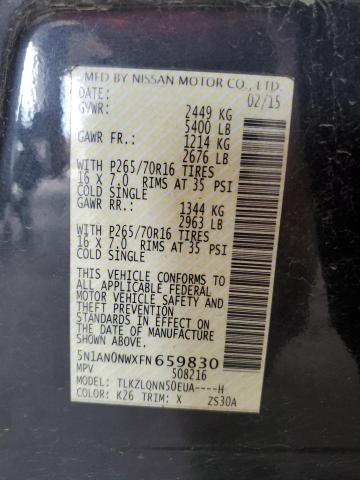 MFD BY NISSAN MOTOR CO., LTD.
DATE: 02/15
GVWR: 2449 KG
5400 LB
GAWR FR.: 1214 KG
2676 LB
WITH P265/70R16 TIRES
16 X 7.0 RIMS AT 35 PSI
COLD SINGLE
GAWR RR.: 1344 KG
2963 LB
WITH P265/70R16 TIRES
16 X 7.0 RIMS AT 35 PSI
COLD SINGLE
THIS VEHICLE CONFORMS TO
ALL APPLICABLE FEDERAL
MOTOR VEHICLE SAFETY
& THEFT PREVENTION
STANDARDS IN EFFECT ON
THE DATE OF MANUFACTURE
SHOWN ABOVE.
5N1AN0NWXFN659830
MPV 508216
MODEL: TLKZLQNN50EUA----H
COLOR: K26 TRIM: X ZS30A